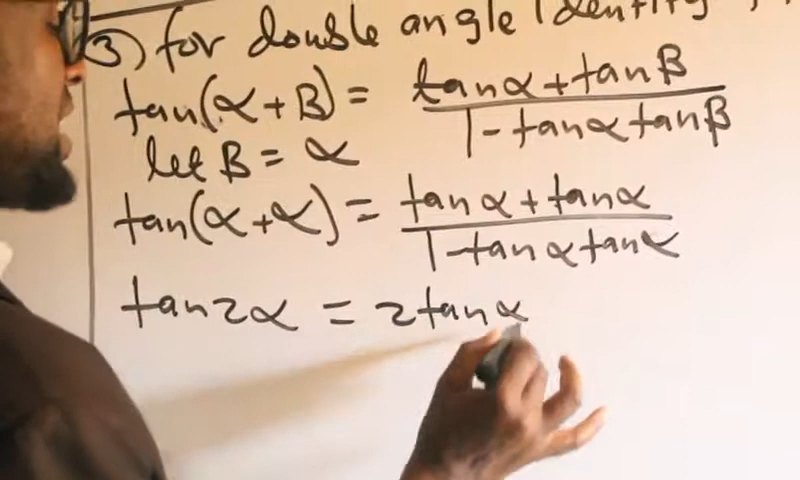 3) for double angle Identity
tan(α + β) = tanα + tanβ / 1 - tanα tanβ
let β = α
tan(α + α) = tanα + tanα / 1 - tanα tanα
tan2α = 2tanα